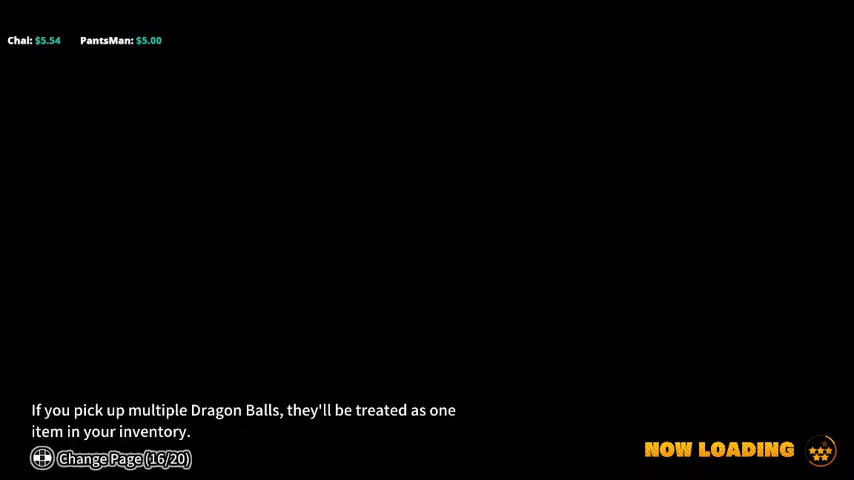 Chai: $5.54 PantsMan: $5.00
If you pick up multiple Dragon Balls, they'll be treated as one
item in your inventory.
Change Page (16/20)
NOW LOADING